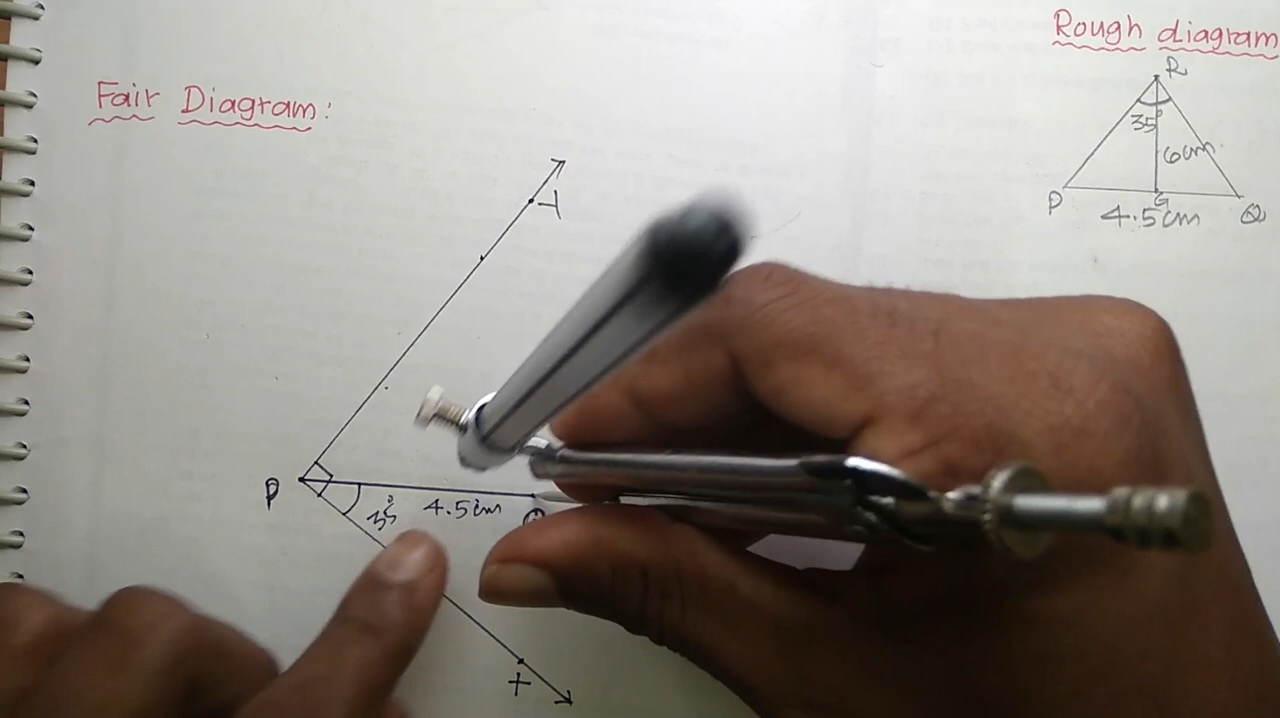 Rough diagram
R
35°
6cm
P
G
Q
4.5cm
Fair Diagram:
Y
P
35°
4.5cm
Q
X